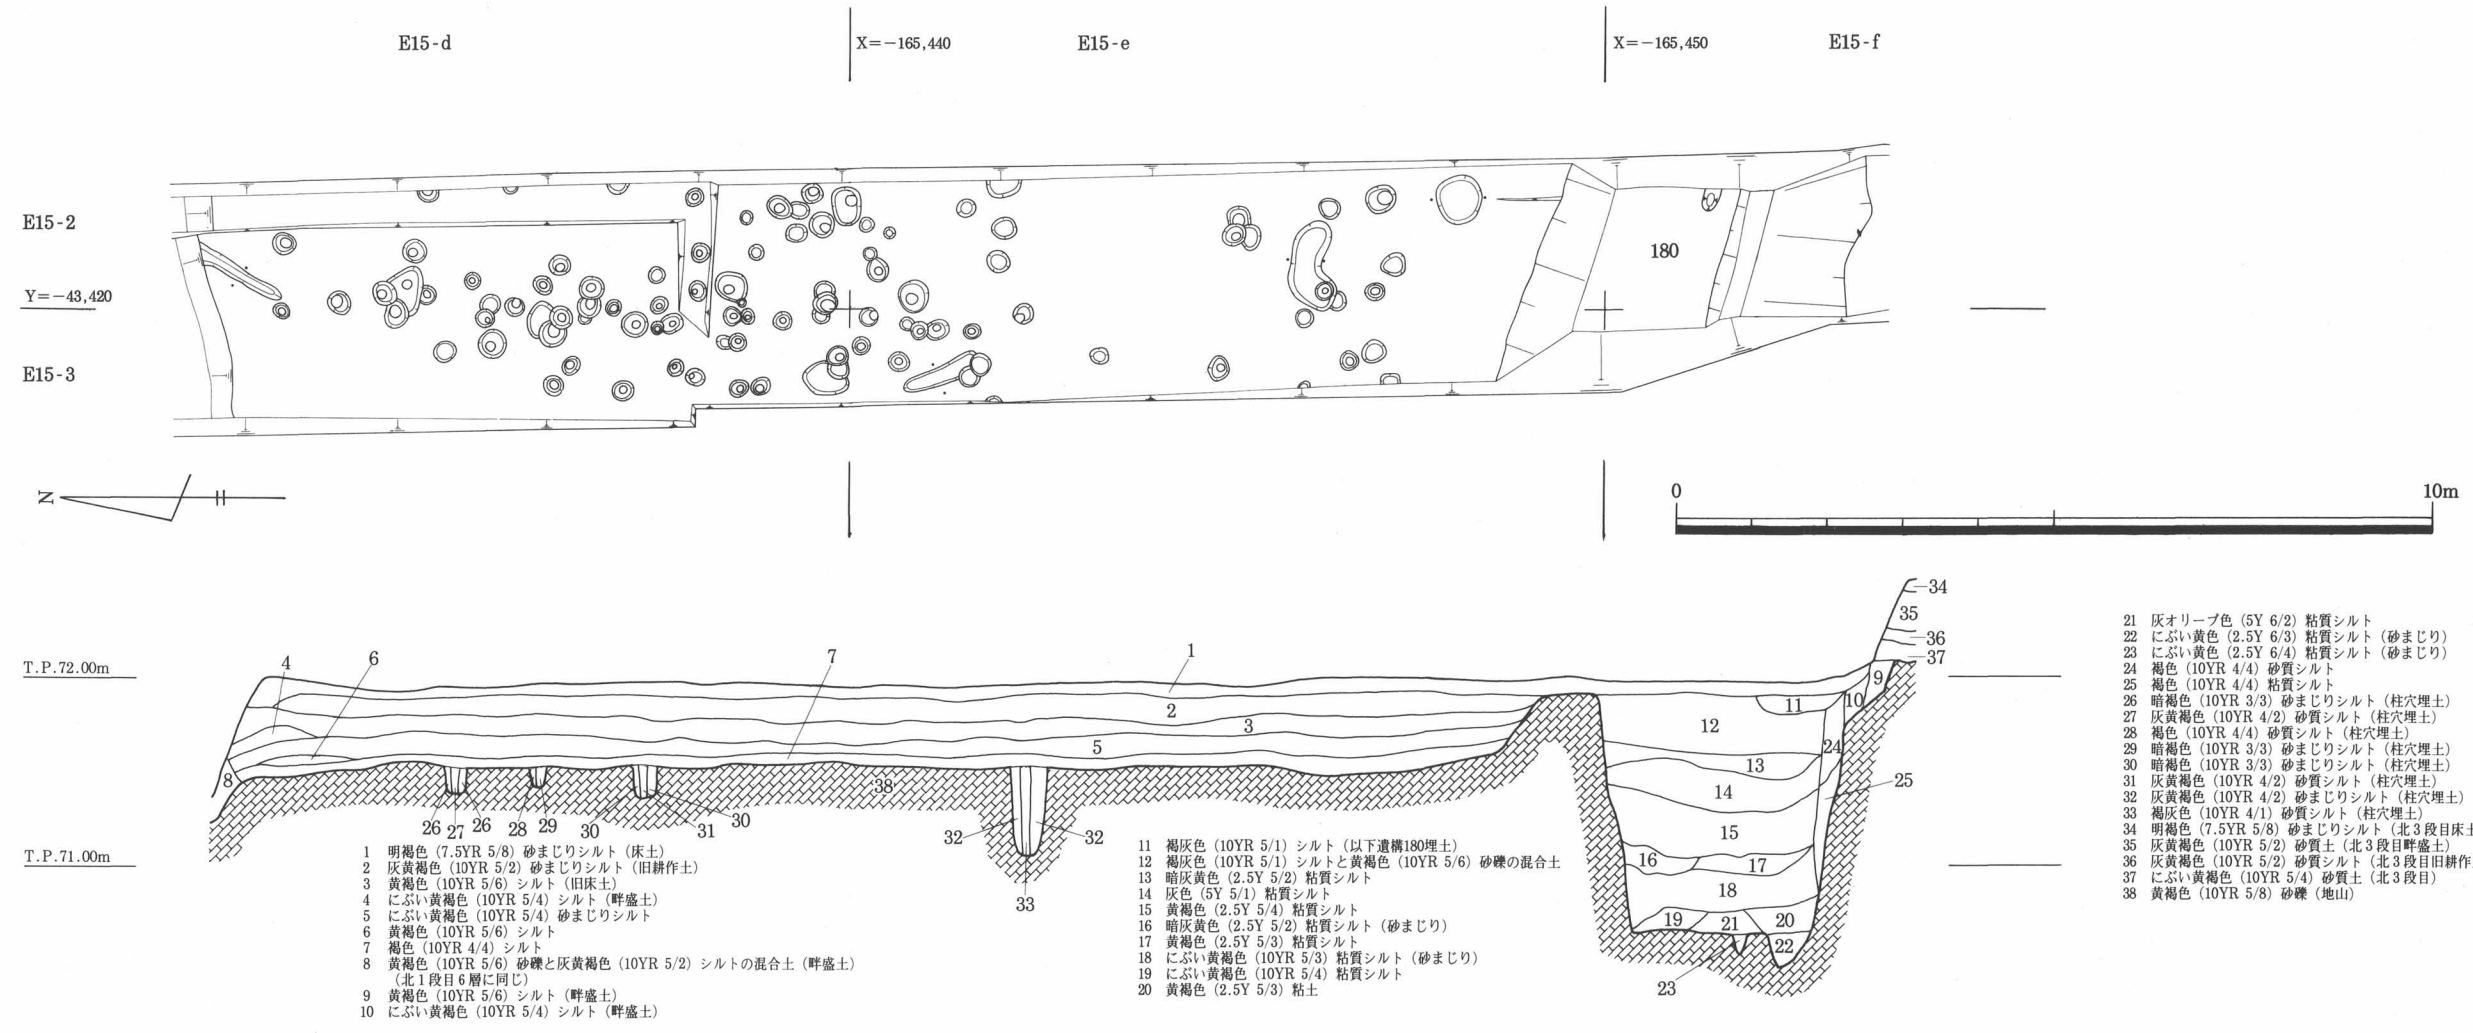 E15-d
X=-165,440
E15-e
X=-165,450
E15-f
E15-2
180
Y=-43,420
E15-3
N
0
10m
T.P.72.00m
T.P.71.00m
4
6
7
1
2
3
5
8
38
26
27
26
28
29
30
31
30
32
33
32
34
35
36
37
9
10
11
12
24
13
14
25
15
16
17
18
19
21
20
22
23
1 明褐色(7.5YR 5/8)砂まじりシルト(床土)
2 灰黄褐色(10YR 5/2)砂まじりシルト(旧耕作土)
3 黄褐色(10YR 5/6)シルト(旧床土)
4 にぶい黄褐色(10YR 5/4)シルト(畔盛土)
5 にぶい黄褐色(10YR 5/4)砂まじりシルト
6 黄褐色(10YR 5/6)シルト
7 褐色(10YR 4/4)シルト
8 黄褐色(10YR 5/6)砂礫と灰黄褐色(10YR 5/2)シルトの混合土(畔盛土)
(北1段目6層に同じ)
9 黄褐色(10YR 5/6)シルト(畔盛土)
10 にぶい黄褐色(10YR 5/4)シルト(畔盛土)
11 褐灰色(10YR 5/1)シルト(以下遺構180埋土)
12 褐灰色(10YR 5/1)シルトと黄褐色(10YR 5/6)砂礫の混合土
13 暗灰黄色(2.5Y 5/2)粘質シルト
14 灰色(5Y 5/1)粘質シルト
15 黄褐色(2.5Y 5/4)粘質シルト
16 暗灰黄色(2.5Y 5/2)粘質シルト(砂まじり)
17 黄褐色(2.5Y 5/3)粘質シルト
18 にぶい黄褐色(10YR 5/3)粘質シルト(砂まじり)
19 にぶい黄褐色(10YR 5/4)粘質シルト
20 黄褐色(2.5Y 5/3)粘土
21 灰オリーブ色(5Y 6/2)粘質シルト
22 にぶい黄色(2.5Y 6/3)粘質シルト(砂まじり)
23 にぶい黄色(2.5Y 6/4)粘質シルト(砂まじり)
24 褐色(10YR 4/4)砂質シルト
25 褐色(10YR 4/4)粘質シルト
26 暗褐色(10YR 3/3)砂まじりシルト(柱穴埋土)
27 灰黄褐色(10YR 4/2)砂質シルト(柱穴埋土)
28 褐色(10YR 4/4)砂質シルト(柱穴埋土)
29 暗褐色(10YR 3/3)砂まじりシルト(柱穴埋土)
30 暗褐色(10YR 3/3)砂まじりシルト(柱穴埋土)
31 灰黄褐色(10YR 4/2)砂質シルト(柱穴埋土)
32 灰黄褐色(10YR 4/2)砂まじりシルト(柱穴埋土)
33 褐灰色(10YR 4/1)砂質シルト(柱穴埋土)
34 明褐色(7.5YR 5/8)砂まじりシルト(北3段目床土
35 灰黄褐色(10YR 5/2)砂質土(北3段目畔盛土)
36 灰黄褐色(10YR 5/2)砂質シルト(北3段目旧耕作
37 にぶい黄褐色(10YR 5/4)砂質土(北3段目)
38 黄褐色(10YR 5/8)砂礫(地山)